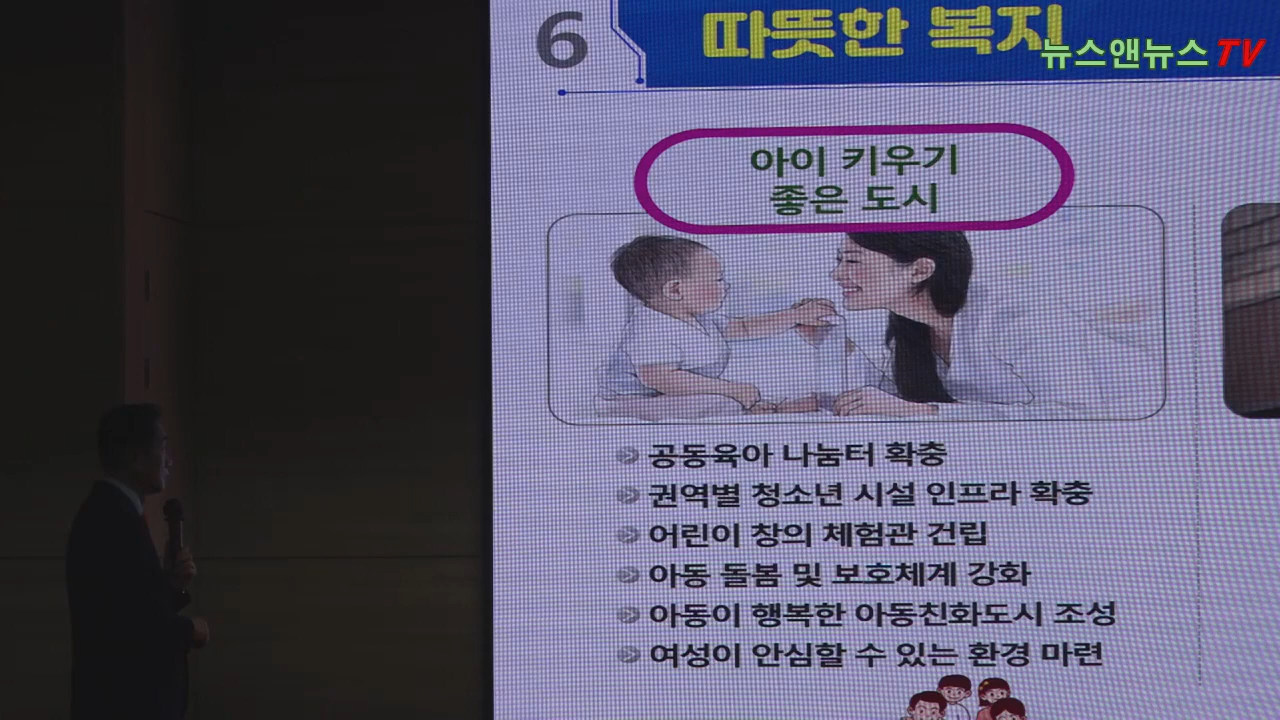 6
따뜻한 복지
뉴스앤뉴스 TV
아이 키우기
좋은 도시
공동육아 나눔터 확충
권역별 청소년 시설 인프라 확충
어린이 창의 체험관 건립
아동 돌봄 및 보호체계 강화
아동이 행복한 아동친화도시 조성
여성이 안심할 수 있는 환경 마련